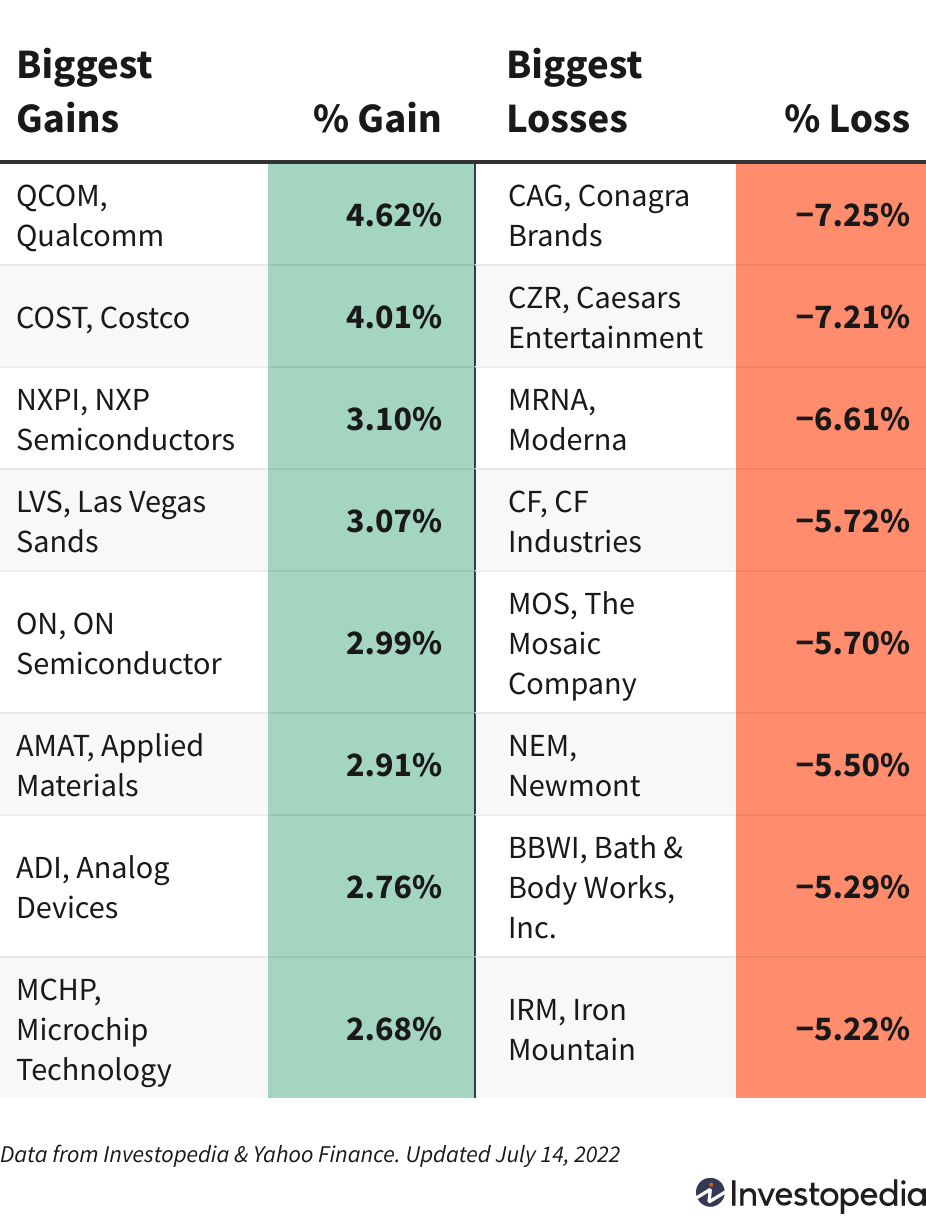 Biggest
Gains
% Gain
Biggest
Losses
% Loss
QCOM,
Qualcomm
4.62%
CAG, Conagra
Brands
−7.25%
COST, Costco
4.01%
CZR, Caesars
Entertainment
−7.21%
NXPI, NXP
Semiconductors
3.10%
MRNA,
Moderna
−6.61%
LVS, Las Vegas
Sands
3.07%
CF, CF
Industries
−5.72%
ON, ON
Semiconductor
2.99%
MOS, The
Mosaic
Company
−5.70%
AMAT, Applied
Materials
2.91%
NEM,
Newmont
−5.50%
ADI, Analog
Devices
2.76%
BBWI, Bath &
Body Works,
Inc.
−5.29%
MCHP,
Microchip
Technology
2.68%
IRM, Iron
Mountain
−5.22%
Data from Investopedia & Yahoo Finance. Updated July 14, 2022
Investopedia